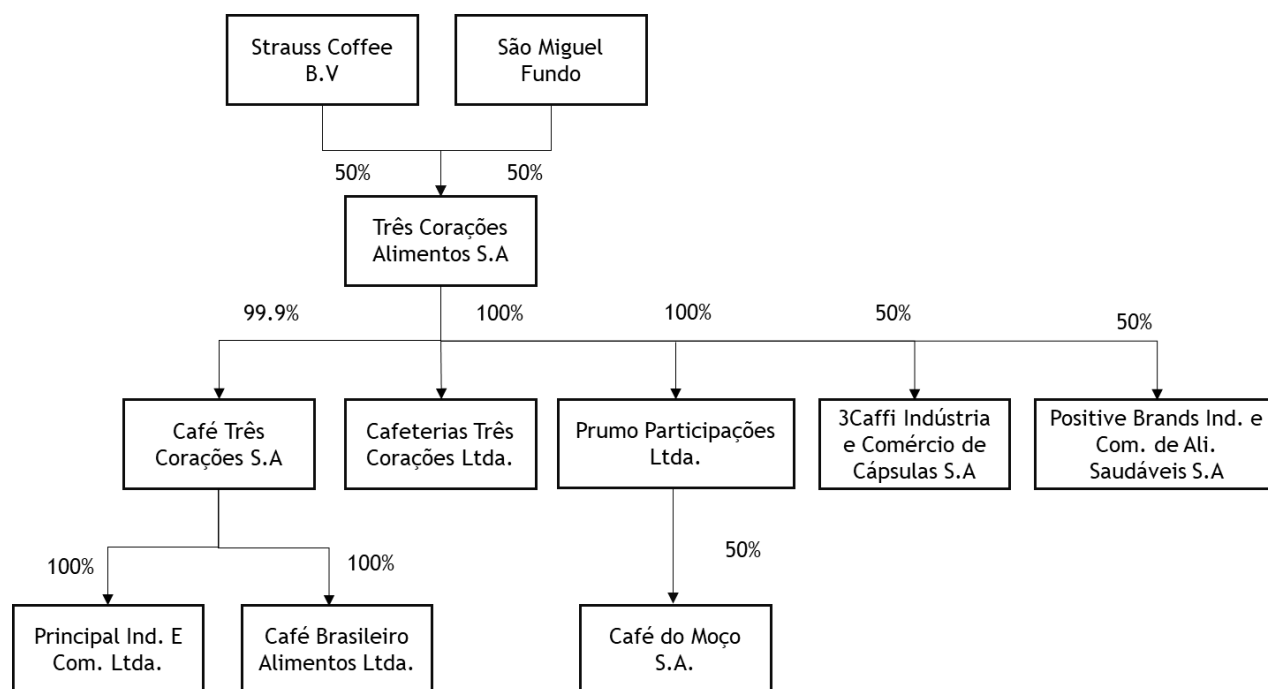 Strauss Coffee
B.V
São Miguel
Fundo
50%
50%
Três Corações
Alimentos S.A
99.9%
100%
100%
50%
50%
Café Três
Corações S.A
Cafeterias Três
Corações Ltda.
Prumo Participações
Ltda.
3Caffi Indústria
e Comércio de
Cápsulas S.A
Positive Brands Ind. e
Com. de Ali.
Saudáveis S.A
100%
100%
50%
Principal Ind. E
Com. Ltda.
Café Brasileiro
Alimentos Ltda.
Café do Moço
S.A.